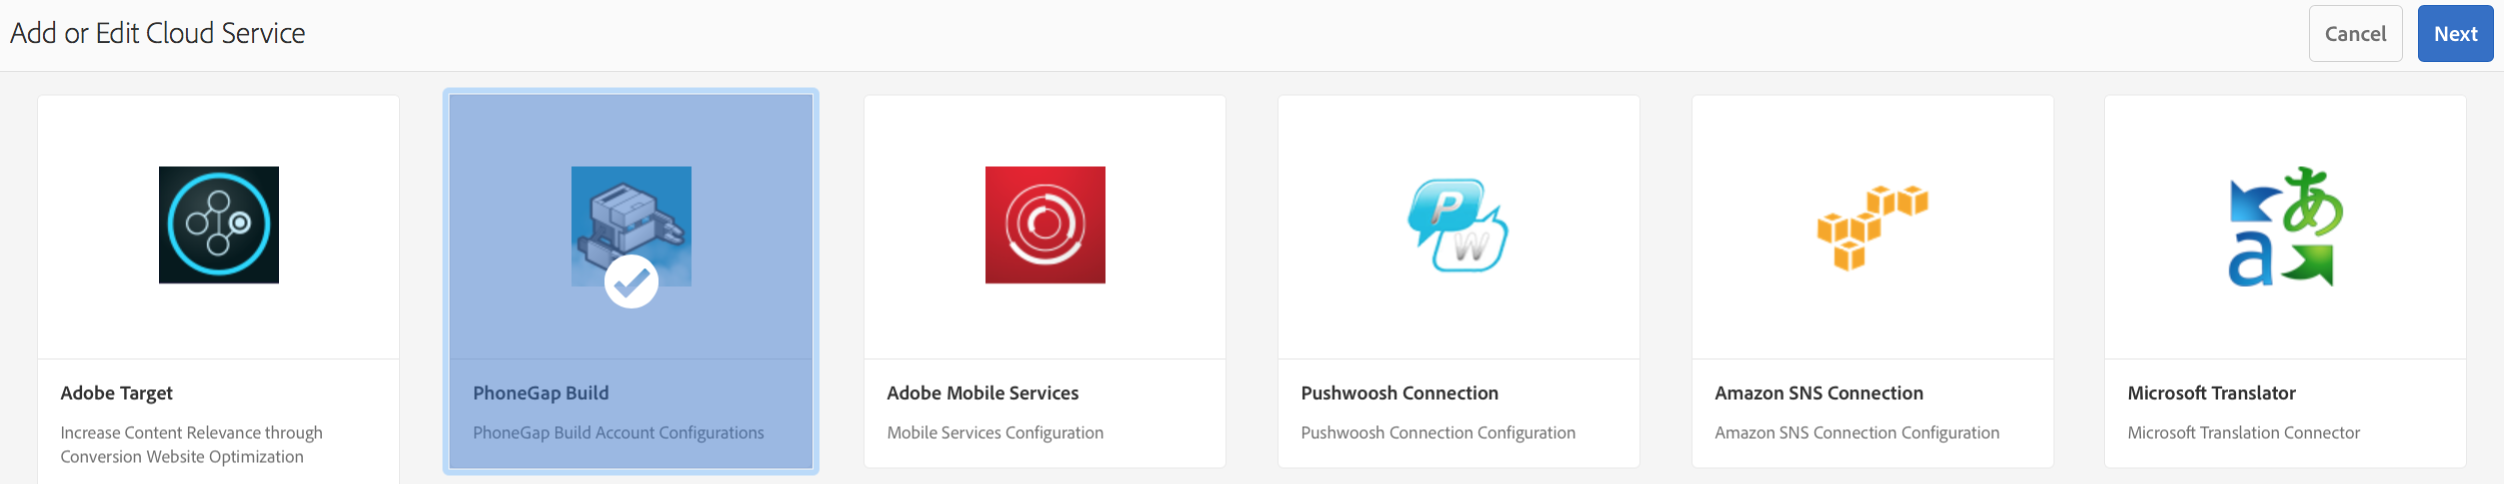 Add or Edit Cloud Service
Cancel
Next
Adobe Target
Increase Content Relevance through
Conversion Website Optimization
PhoneGap Build
PhoneGap Build Account Configurations
Adobe Mobile Services
Mobile Services Configuration
P
W
Pushwoosh Connection
Pushwoosh Connection Configuration
Amazon SNS Connection
Amazon SNS Connection Configuration
あ
a
Microsoft Translator
Microsoft Translation Connector